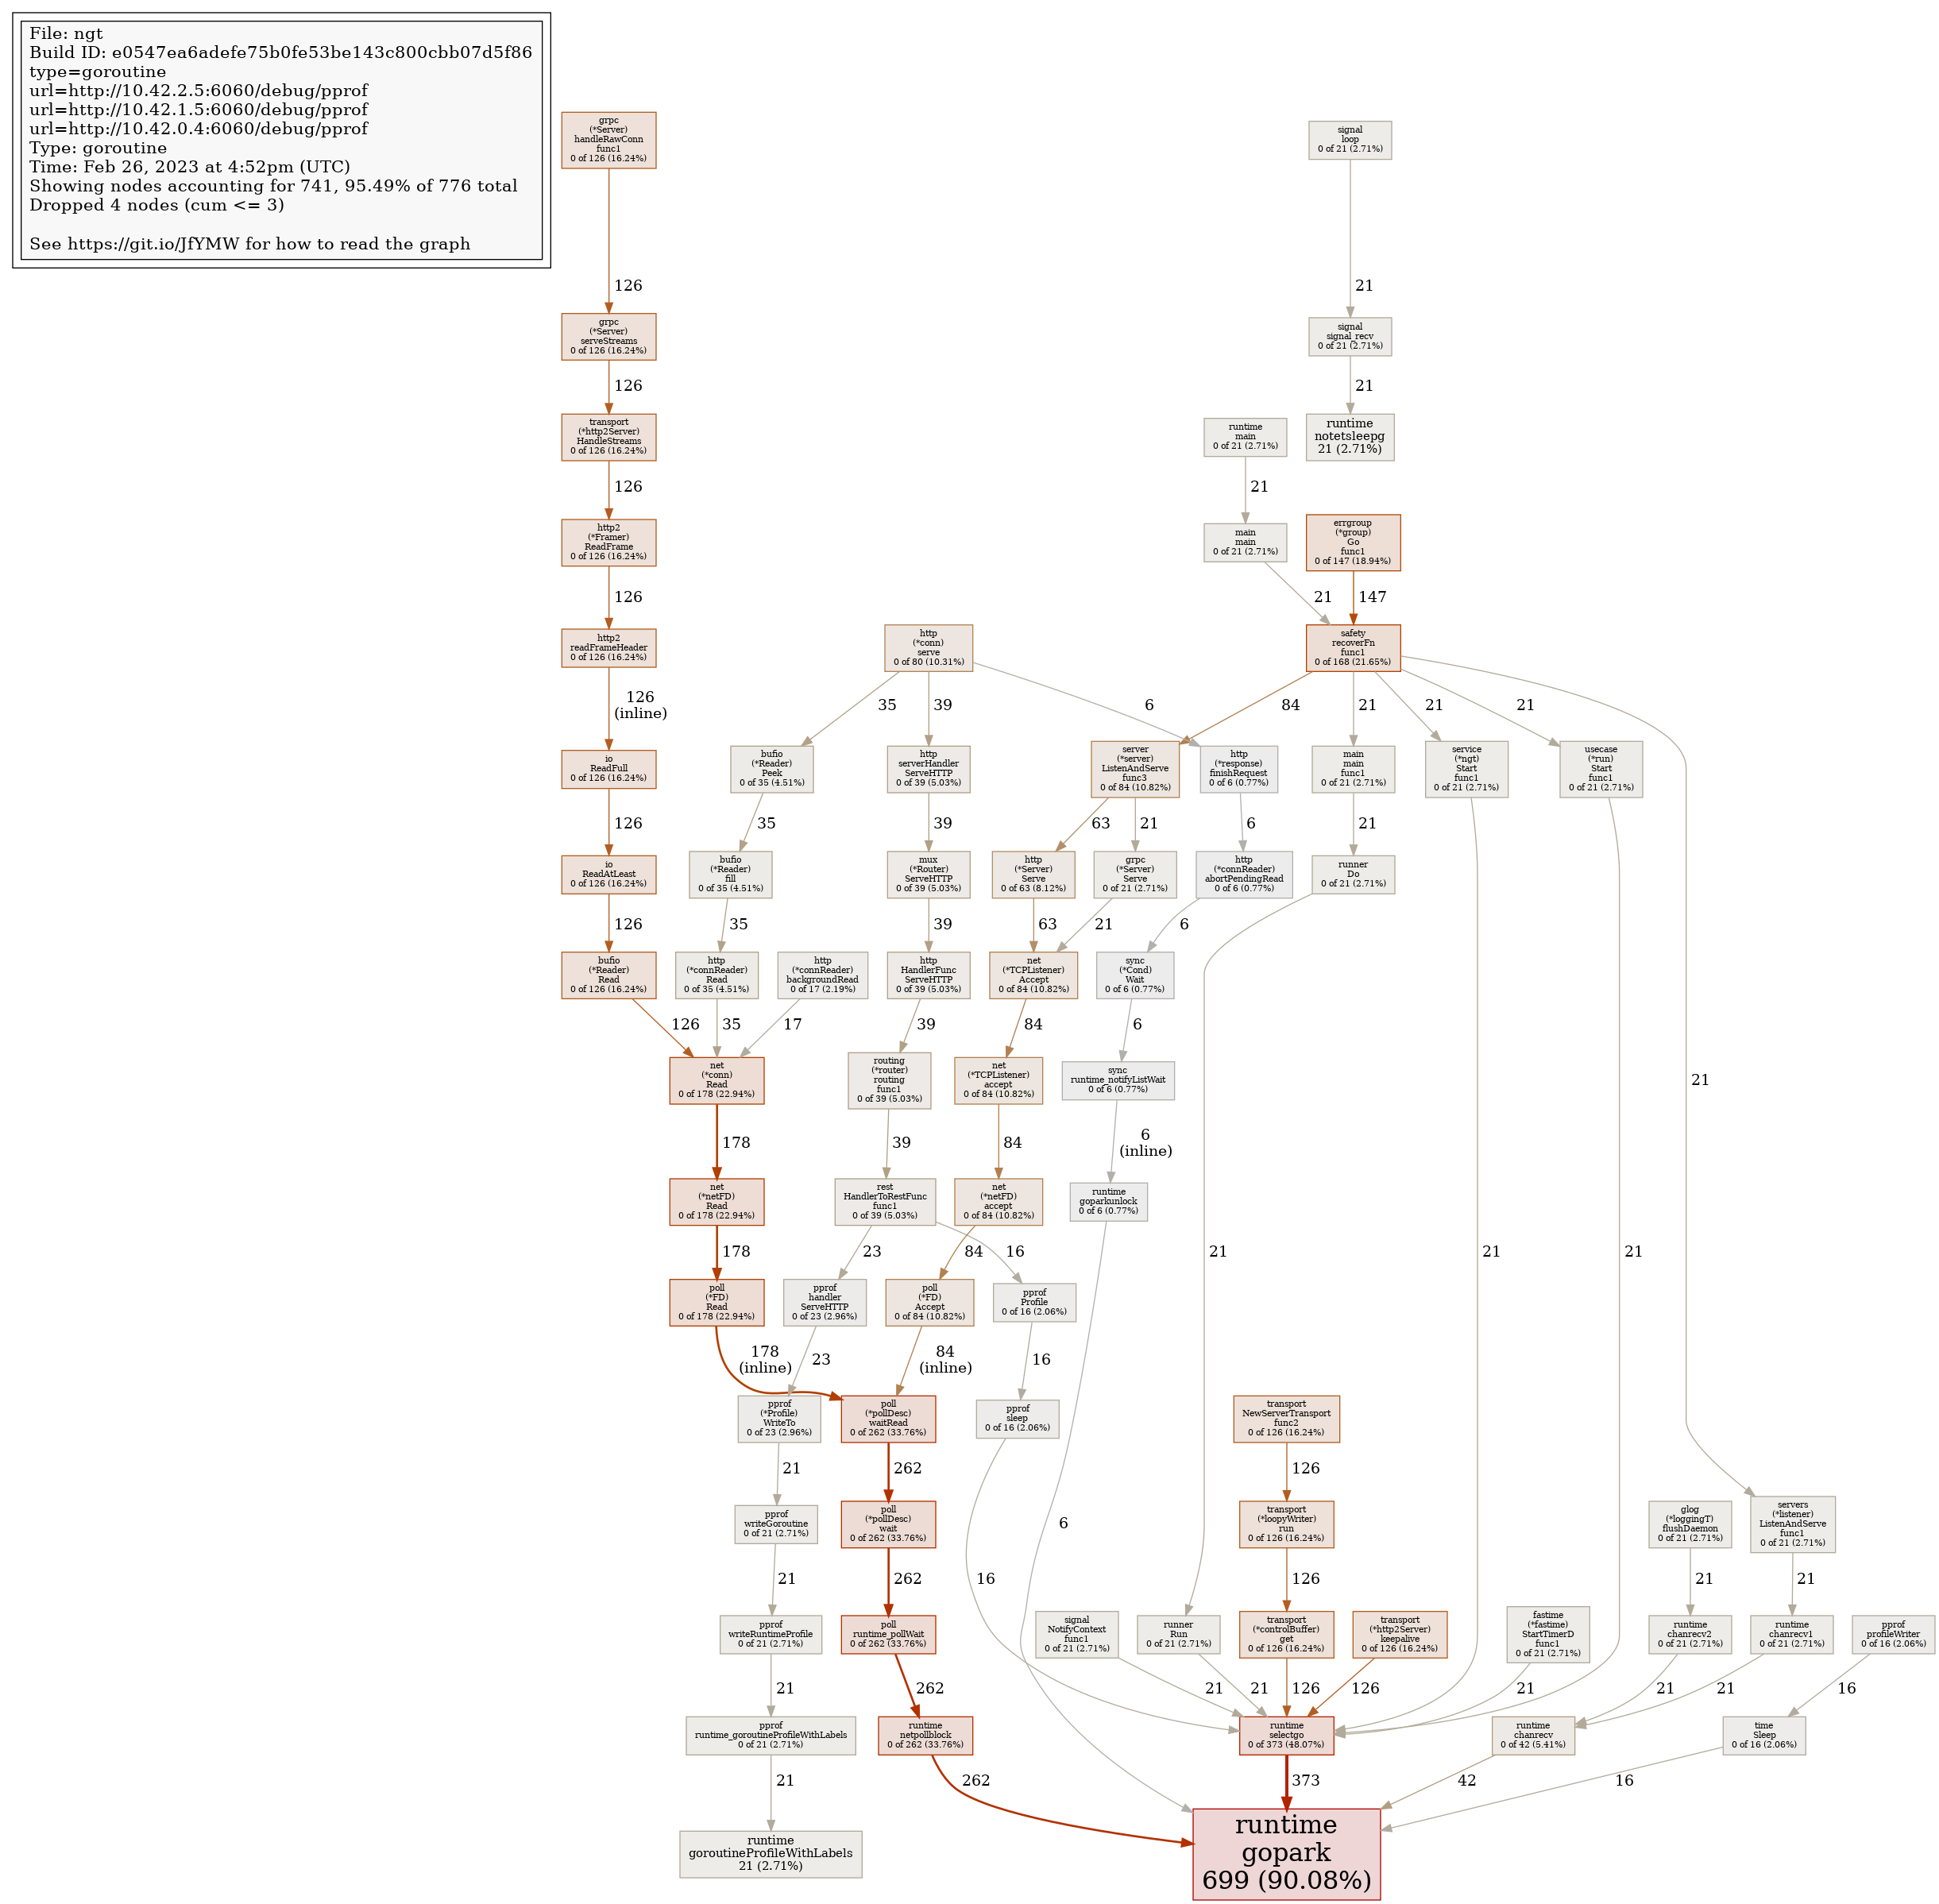 File: ngt
Build ID: e0547ea6adefe75b0fe53be143c800cbb07d5f86
type=goroutine
url=http://10.42.2.5:6060/debug/pprof
url=http://10.42.1.5:6060/debug/pprof
url=http://10.42.0.4:6060/debug/pprof
Type: goroutine
Time: Feb 26, 2023 at 4:52pm (UTC)
Showing nodes accounting for 741, 95.49% of 776 total
Dropped 4 nodes (cum <= 3)
See https://git.io/JfYMW for how to read the graph
grpc
(*Server)
handleRawConn
func1
0 of 126 (16.24%)
signal
loop
0 of 21 (2.71%)
126
21
grpc
(*Server)
serveStreams
0 of 126 (16.24%)
signal
signal_recv
0 of 21 (2.71%)
126
21
transport
(*http2Server)
HandleStreams
0 of 126 (16.24%)
runtime
main
0 of 21 (2.71%)
runtime
notetsleepg
21 (2.71%)
126
21
http2
(*Framer)
ReadFrame
0 of 126 (16.24%)
main
main
0 of 21 (2.71%)
errgroup
(*group)
Go
func1
0 of 147 (18.94%)
126
21
147
http2
readFrameHeader
0 of 126 (16.24%)
http
(*conn)
serve
0 of 80 (10.31%)
safety
recoverFn
func1
0 of 168 (21.65%)
126
(inline)
35
39
6
84
21
21
21
21
io
ReadFull
0 of 126 (16.24%)
bufio
(*Reader)
Peek
0 of 35 (4.51%)
http
serverHandler
ServeHTTP
0 of 39 (5.03%)
server
(*server)
ListenAndServe
func3
0 of 84 (10.82%)
http
(*response)
finishRequest
0 of 6 (0.77%)
main
main
func1
0 of 21 (2.71%)
service
(*ngt)
Start
func1
0 of 21 (2.71%)
usecase
(*run)
Start
func1
0 of 21 (2.71%)
126
35
39
63
21
6
21
io
ReadAtLeast
0 of 126 (16.24%)
bufio
(*Reader)
fill
0 of 35 (4.51%)
mux
(*Router)
ServeHTTP
0 of 39 (5.03%)
http
(*Server)
Serve
0 of 63 (8.12%)
grpc
(*Server)
Serve
0 of 21 (2.71%)
http
(*connReader)
abortPendingRead
0 of 6 (0.77%)
runner
Do
0 of 21 (2.71%)
126
35
39
63
21
6
bufio
(*Reader)
Read
0 of 126 (16.24%)
http
(*connReader)
Read
0 of 35 (4.51%)
http
(*connReader)
backgroundRead
0 of 17 (2.19%)
http
HandlerFunc
ServeHTTP
0 of 39 (5.03%)
net
(*TCPListener)
Accept
0 of 84 (10.82%)
sync
(*Cond)
Wait
0 of 6 (0.77%)
126
35
17
39
84
6
net
(*conn)
Read
0 of 178 (22.94%)
routing
(*router)
routing
func1
0 of 39 (5.03%)
net
(*TCPListener)
accept
0 of 84 (10.82%)
sync
runtime_notifyListWait
0 of 6 (0.77%)
178
39
84
6
(inline)
net
(*netFD)
Read
0 of 178 (22.94%)
rest
HandlerToRestFunc
func1
0 of 39 (5.03%)
net
(*netFD)
accept
0 of 84 (10.82%)
runtime
goparkunlock
0 of 6 (0.77%)
178
23
84
16
21
21
21
poll
(*FD)
Read
0 of 178 (22.94%)
pprof
handler
ServeHTTP
0 of 23 (2.96%)
poll
(*FD)
Accept
0 of 84 (10.82%)
pprof
Profile
0 of 16 (2.06%)
178
(inline)
23
84
(inline)
16
pprof
(*Profile)
WriteTo
0 of 23 (2.96%)
poll
(*pollDesc)
waitRead
0 of 262 (33.76%)
pprof
sleep
0 of 16 (2.06%)
transport
NewServerTransport
func2
0 of 126 (16.24%)
21
262
126
pprof
writeGoroutine
0 of 21 (2.71%)
poll
(*pollDesc)
wait
0 of 262 (33.76%)
6
transport
(*loopyWriter)
run
0 of 126 (16.24%)
glog
(*loggingT)
flushDaemon
0 of 21 (2.71%)
servers
(*listener)
ListenAndServe
func1
0 of 21 (2.71%)
21
262
16
126
21
21
pprof
writeRuntimeProfile
0 of 21 (2.71%)
poll
runtime_pollWait
0 of 262 (33.76%)
signal
NotifyContext
func1
0 of 21 (2.71%)
runner
Run
0 of 21 (2.71%)
transport
(*controlBuffer)
get
0 of 126 (16.24%)
transport
(*http2Server)
keepalive
0 of 126 (16.24%)
fastime
(*fastime)
StartTimerD
func1
0 of 21 (2.71%)
runtime
chanrecv2
0 of 21 (2.71%)
runtime
chanrecv1
0 of 21 (2.71%)
pprof
profileWriter
0 of 16 (2.06%)
21
262
21
21
126
126
21
21
21
16
pprof
runtime_goroutineProfileWithLabels
0 of 21 (2.71%)
runtime
netpollblock
0 of 262 (33.76%)
runtime
selectgo
0 of 373 (48.07%)
runtime
chanrecv
0 of 42 (5.41%)
time
Sleep
0 of 16 (2.06%)
21
262
373
42
16
runtime
goroutineProfileWithLabels
21 (2.71%)
runtime
gopark
699 (90.08%)